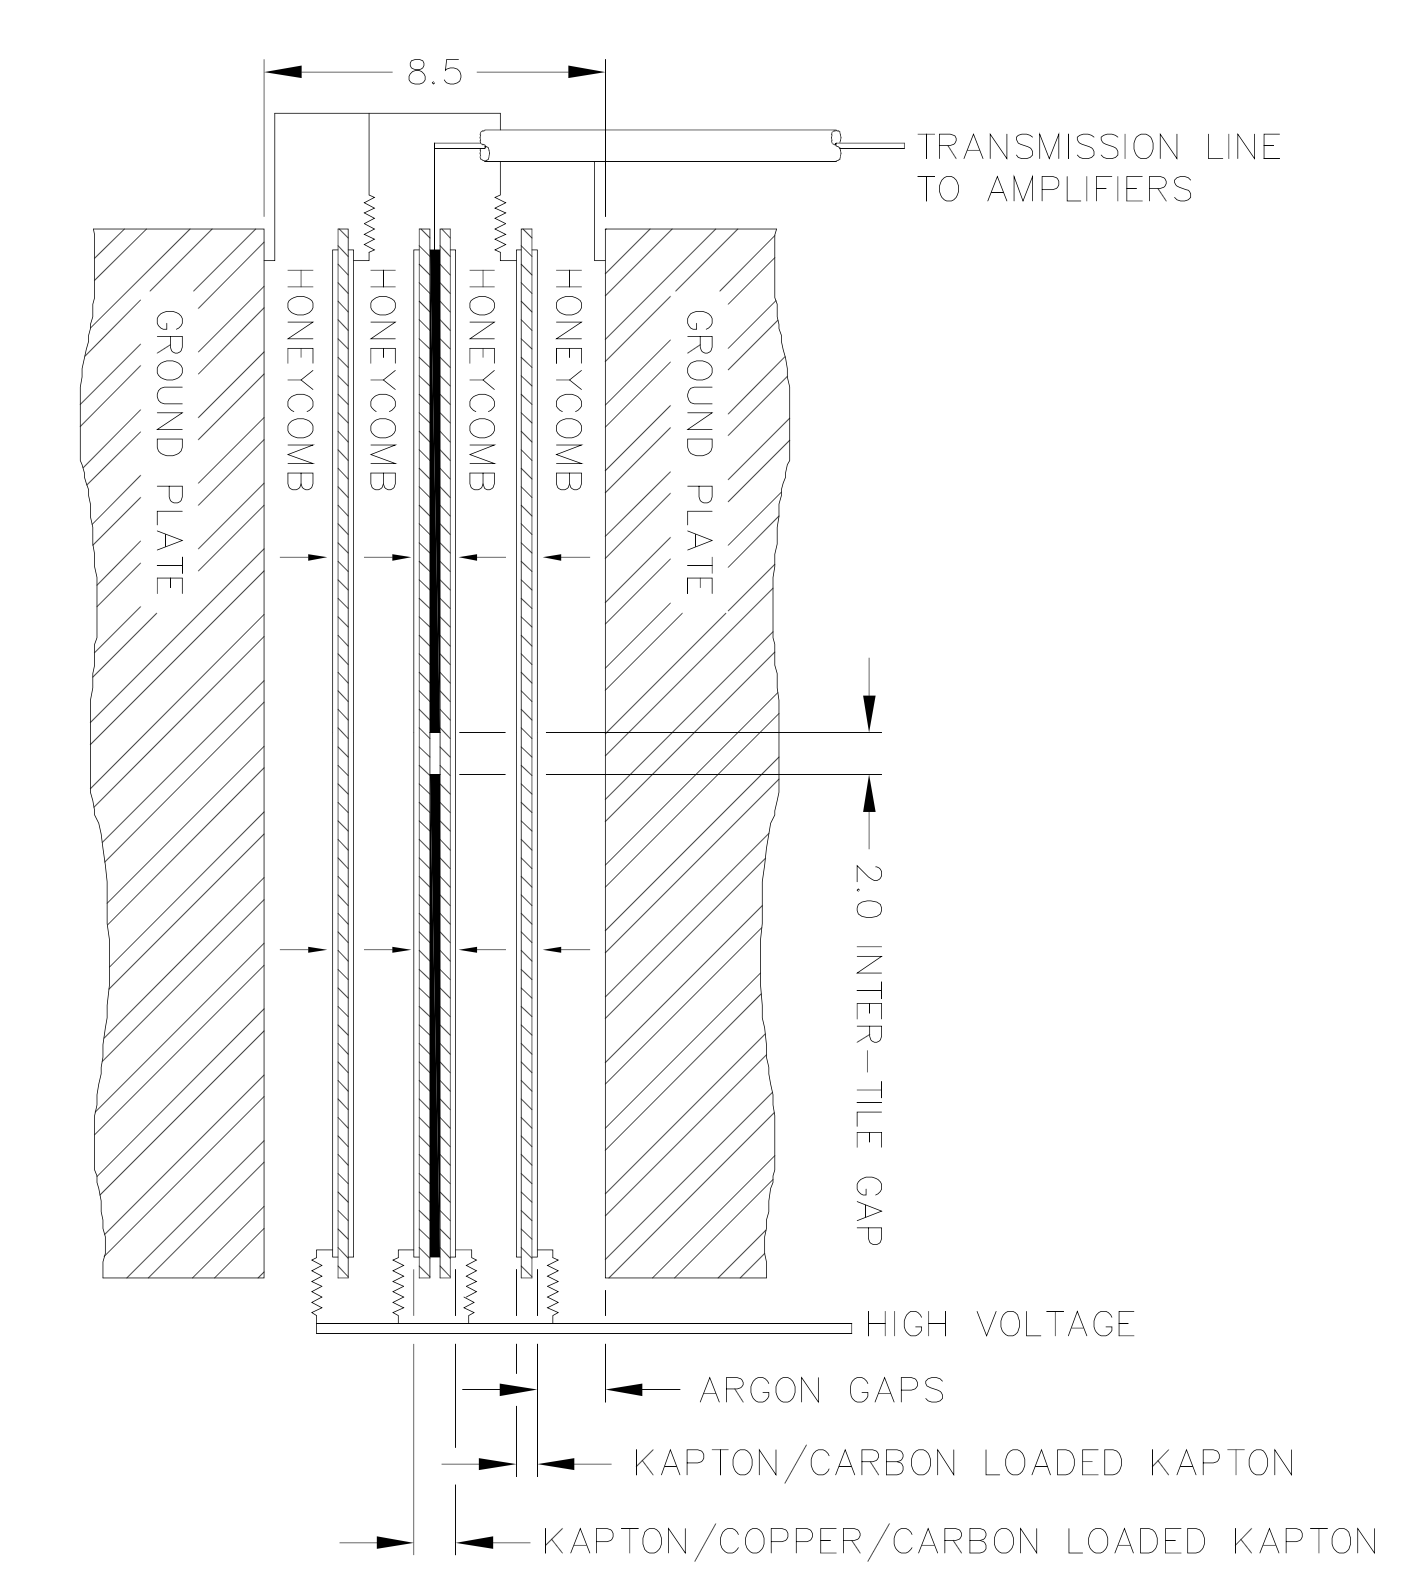 8.5
TRANSMISSION LINE
TO AMPLIFIERS
GROUND PLATE
HONEYCOMB
HONEYCOMB
HONEYCOMB
HONEYCOMB
GROUND PLATE
2.0 INTER-TILE GAP
HIGH VOLTAGE
ARGON GAPS
KAPTON/CARBON LOADED KAPTON
KAPTON/COPPER/CARBON LOADED KAPTON